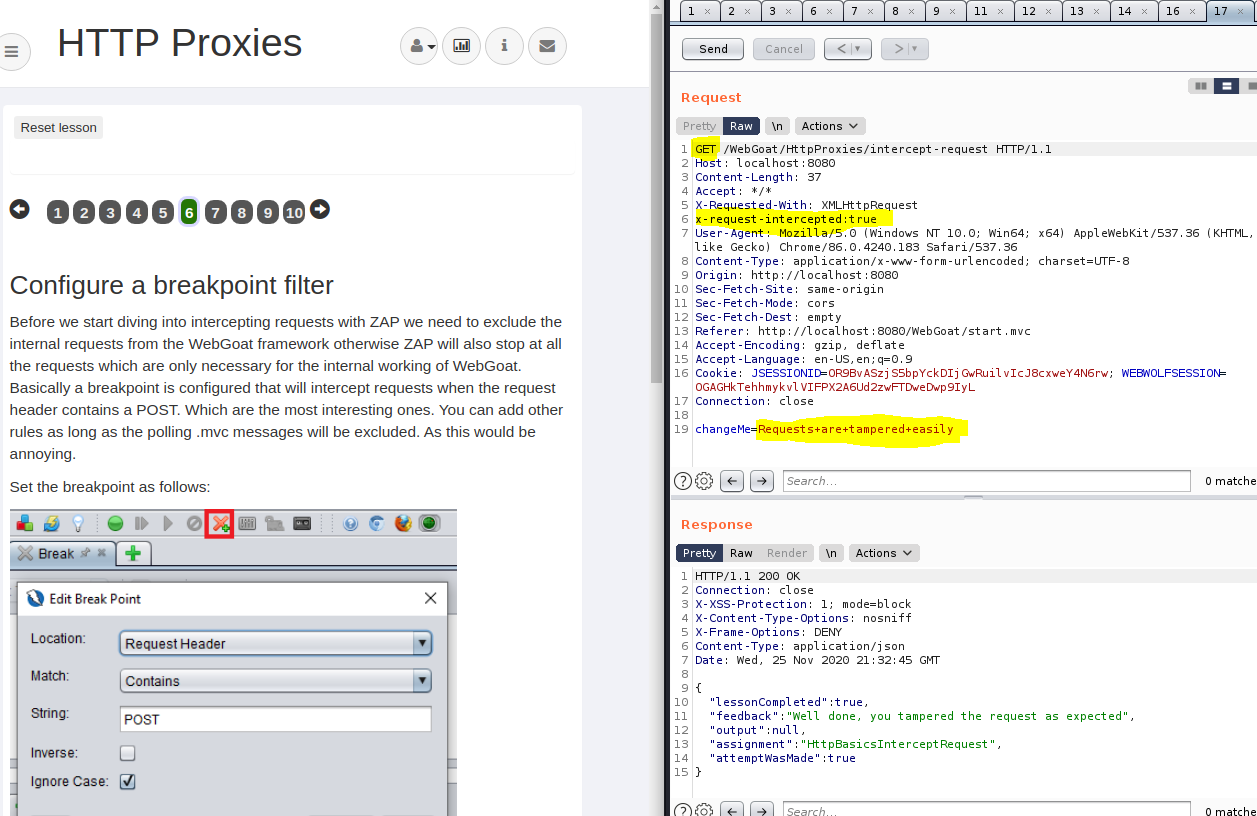 HTTP Proxies
Reset lesson
1 2 3 4 5 6 7 8 9 10
Configure a breakpoint filter
Before we start diving into intercepting requests with ZAP we need to exclude the
internal requests from the WebGoat framework otherwise ZAP will also stop at all
the requests which are only necessary for the internal working of WebGoat.
Basically a breakpoint is configured that will intercept requests when the request
header contains a POST. Which are the most interesting ones. You can add other
rules as long as the polling .mvc messages will be excluded. As this would be
annoying.
Set the breakpoint as follows:
Break
Edit Break Point
Location: Request Header
Match: Contains
String: POST
Inverse:
Ignore Case:
1 × 2 × 3 × 6 × 7 × 8 × 9 × 11 × 12 × 13 × 14 × 16 × 17 ×
Send Cancel < >
Request
Pretty Raw \n Actions
1 GET /WebGoat/HttpProxies/intercept-request HTTP/1.1
2 Host: localhost:8080
3 Content-Length: 37
4 Accept: */*
5 X-Requested-With: XMLHttpRequest
6 x-request-intercepted:true
7 User-Agent: Mozilla/5.0 (Windows NT 10.0; Win64; x64) AppleWebKit/537.36 (KHTML,
like Gecko) Chrome/86.0.4240.183 Safari/537.36
8 Content-Type: application/x-www-form-urlencoded; charset=UTF-8
9 Origin: http://localhost:8080
10 Sec-Fetch-Site: same-origin
11 Sec-Fetch-Mode: cors
12 Sec-Fetch-Dest: empty
13 Referer: http://localhost:8080/WebGoat/start.mvc
14 Accept-Encoding: gzip, deflate
15 Accept-Language: en-US,en;q=0.9
16 Cookie: JSESSIONID=OR9BvASzjS5bpYckDIjGwRuilvIcJ8cxweY4N6rw; WEBWOLFSESSION=
OGAGHkTehhmykvlVIFPX2A6Ud2zwFTDweDwp9IyL
17 Connection: close
18
19 changeMe=Requests+are+tampered+easily
Search... 0 matche
Response
Pretty Raw Render \n Actions
1 HTTP/1.1 200 OK
2 Connection: close
3 X-XSS-Protection: 1; mode=block
4 X-Content-Type-Options: nosniff
5 X-Frame-Options: DENY
6 Content-Type: application/json
7 Date: Wed, 25 Nov 2020 21:32:45 GMT
8
9 {
10 "lessonCompleted":true,
11 "feedback":"Well done, you tampered the request as expected",
12 "output":null,
13 "assignment":"HttpBasicsInterceptRequest",
14 "attemptWasMade":true
15 }
Search... 0 matche